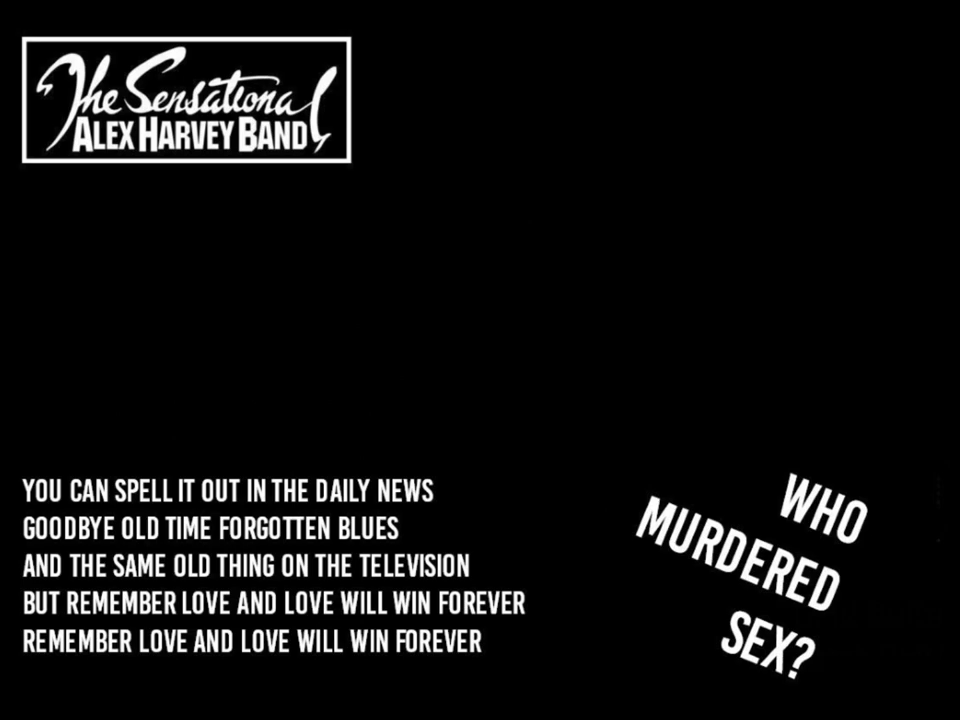 The Sensational
ALEX HARVEY BAND
YOU CAN SPELL IT OUT IN THE DAILY NEWS
GOODBYE OLD TIME FORGOTTEN BLUES
AND THE SAME OLD THING ON THE TELEVISION
BUT REMEMBER LOVE AND LOVE WILL WIN FOREVER
REMEMBER LOVE AND LOVE WILL WIN FOREVER
WHO
MURDERED
SEX?